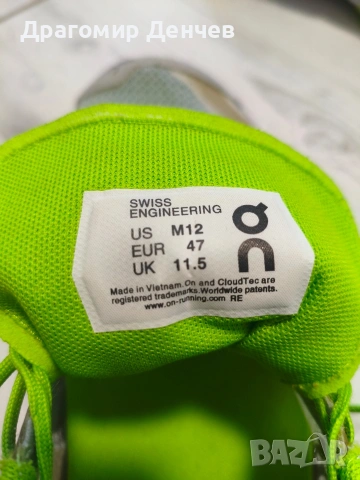 Драгомир Денчев
SWISS
ENGINEERING
US M12
EUR 47
UK 11.5
Made in Vietnam.On and CloudTec are
registered trademarks.Worldwide patents.
www.on-running.com RE
BAZAR